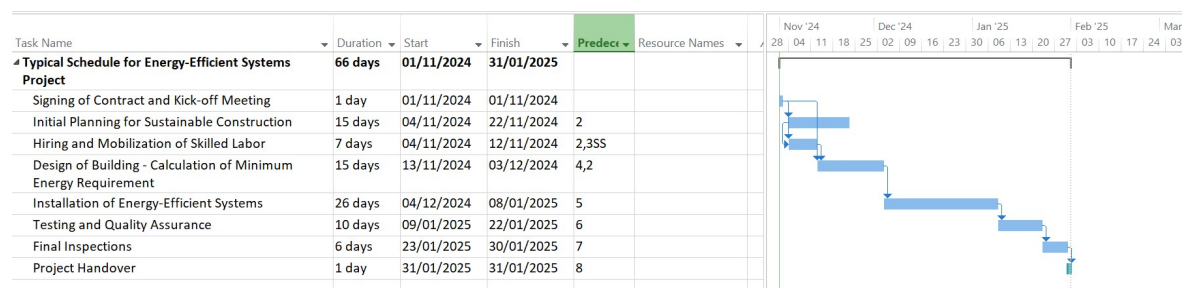 Nov '24 Dec '24 Jan '25 Feb '25 Mar
Task Name Duration Start Finish Predece Resource Names 28 04 11 18 25 02 09 16 23 30 06 13 20 27 03 10 17 24 03
Typical Schedule for Energy-Efficient Systems 66 days 01/11/2024 31/01/2025
Project
Signing of Contract and Kick-off Meeting 1 day 01/11/2024 01/11/2024
Initial Planning for Sustainable Construction 15 days 04/11/2024 22/11/2024 2
Hiring and Mobilization of Skilled Labor 7 days 04/11/2024 12/11/2024 2,3SS
Design of Building - Calculation of Minimum 15 days 13/11/2024 03/12/2024 4,2
Energy Requirement
Installation of Energy-Efficient Systems 26 days 04/12/2024 08/01/2025 5
Testing and Quality Assurance 10 days 09/01/2025 22/01/2025 6
Final Inspections 6 days 23/01/2025 30/01/2025 7
Project Handover 1 day 31/01/2025 31/01/2025 8